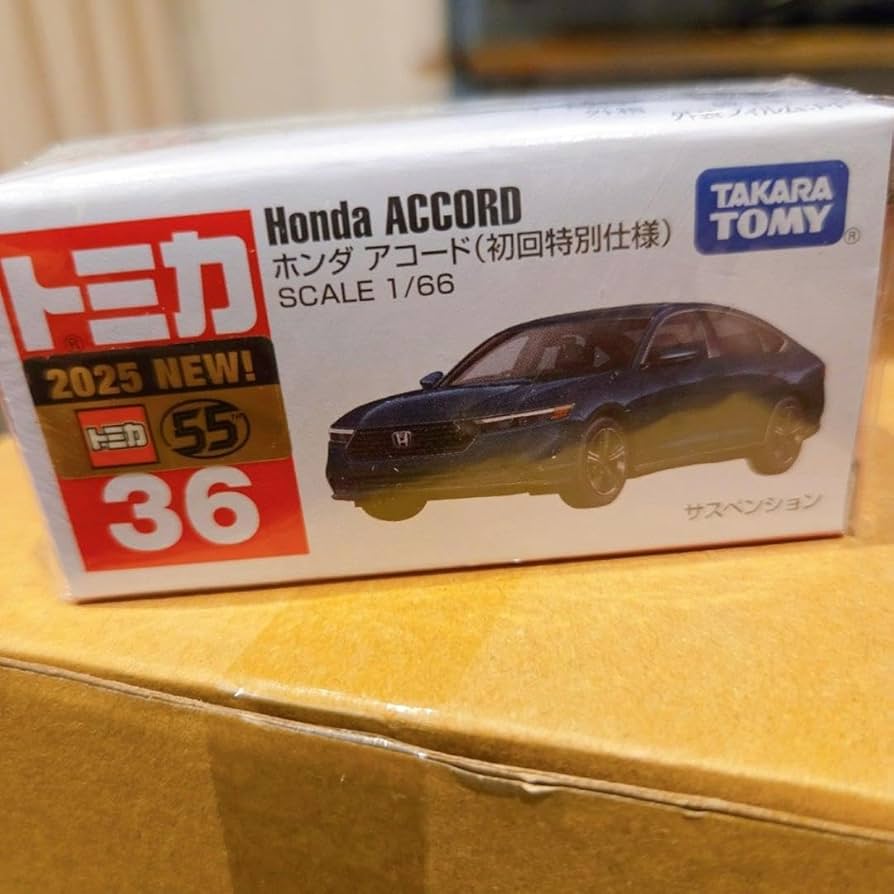 Honda ACCORD
ホンダ アコード(初回特別仕様)
SCALE 1/66
TAKARA
TOMY
®
トミカ
®
2025 NEW!
トミカ
55
36
サスペンション